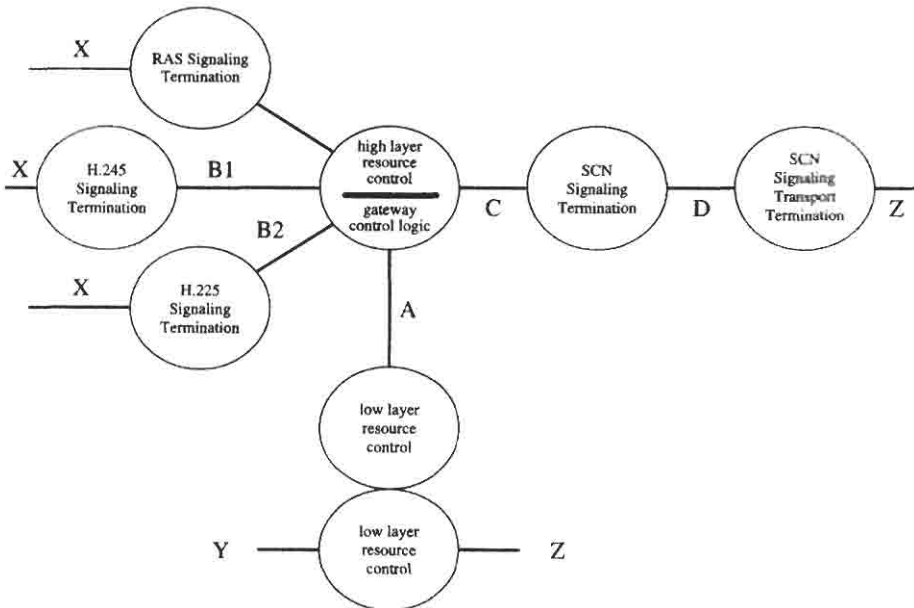 X
RAS Signaling
Termination
X
H.245
Signaling
Termination
B1
high layer
resource
control
gateway
control logic
B2
X
H.225
Signaling
Termination
C
SCN
Signaling
Termination
D
SCN
Signaling
Transport
Termination
Z
A
low layer
resource
control
Y
low layer
resource
control
Z